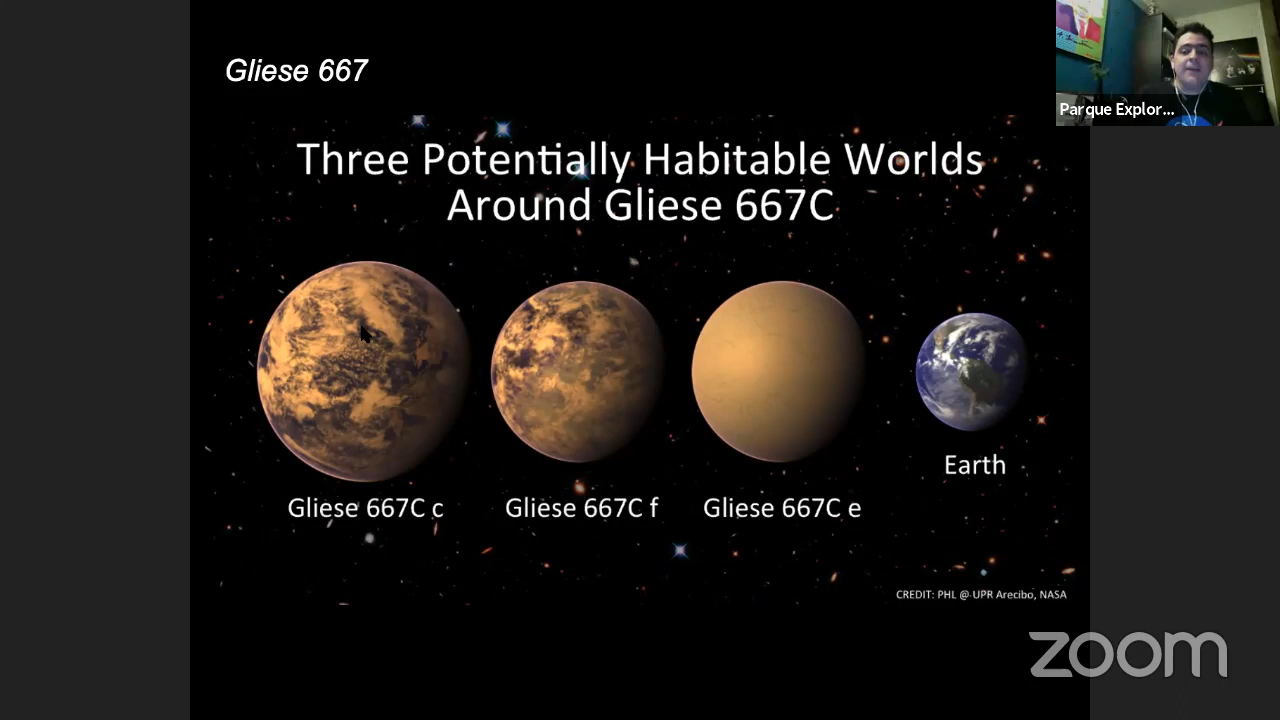 Gliese 667
Parque Explor...
Three Potentially Habitable Worlds
Around Gliese 667C
Earth
Gliese 667C c
Gliese 667C f
Gliese 667C e
CREDIT: PHL @ UPR Arecibo, NASA
zoom